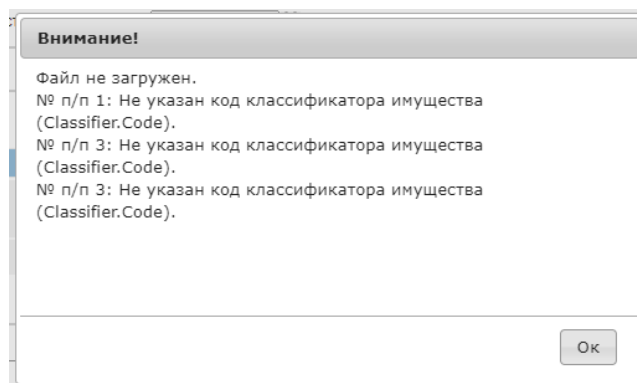 Внимание!
Файл не загружен.
№ п/п 1: Не указан код классификатора имущества
(Classifier.Code).
№ п/п 3: Не указан код классификатора имущества
(Classifier.Code).
№ п/п 3: Не указан код классификатора имущества
(Classifier.Code).
Ок